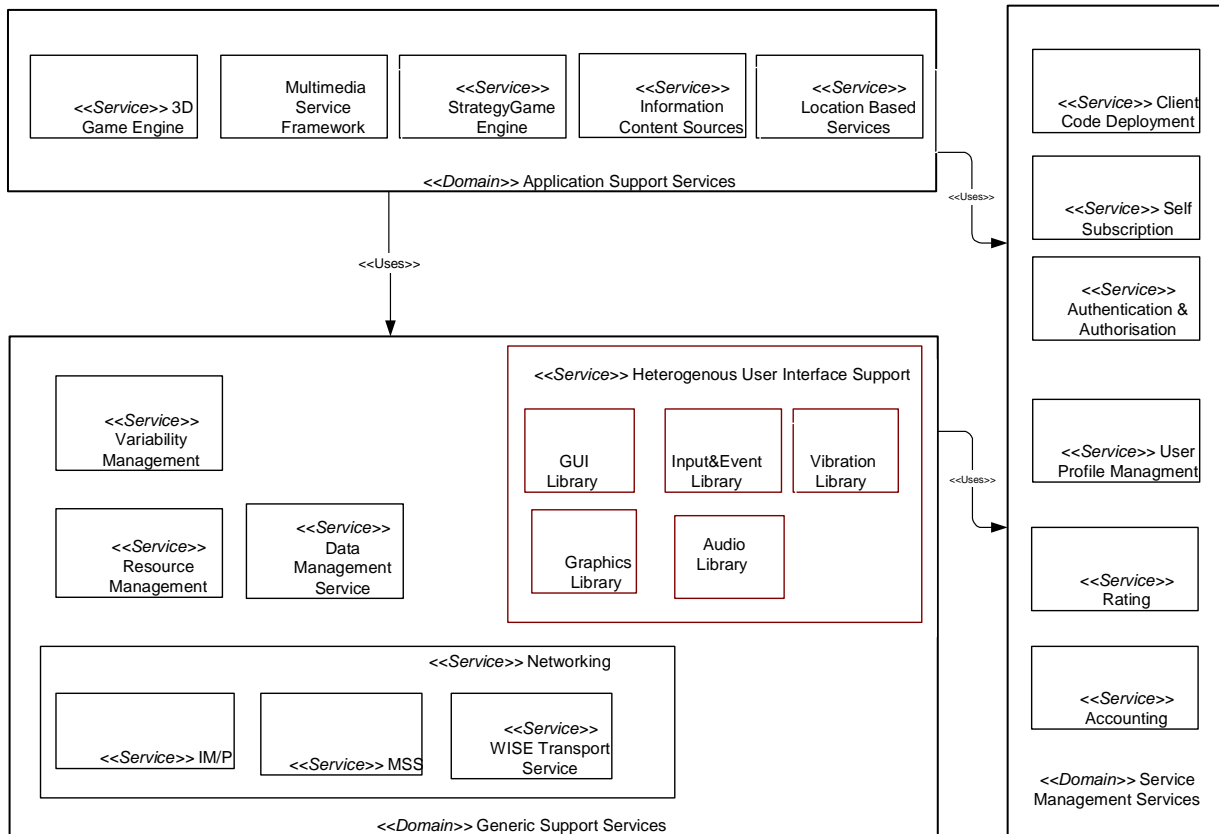 <<Service>> 3D
Game Engine
Multimedia
Service
Framework
<<Service>>
StrategyGame
Engine
<<Service>>
Information
Content Sources
<<Service>>
Location Based
Services
<<Domain>> Application Support Services
<<Uses>>
<<Uses>>
<<Service>> Client
Code Deployment
<<Service>> Self
Subscription
<<Service>>
Authentication &
Authorisation
<<Service>> User
Profile Managment
<<Service>>
Rating
<<Service>>
Accounting
<<Domain>> Service
Management Services
<<Service>>
Variability
Management
<<Service>>
Resource
Management
<<Service>>
Data
Management
Service
<<Service>> Heterogenous User Interface Support
GUI
Library
Input&Event
Library
Vibration
Library
Graphics
Library
Audio
Library
<<Uses>>
<<Service>> Networking
<<Service>> IM/P
<<Service>> MSS
<<Service>>
WISE Transport
Service
<<Domain>> Generic Support Services